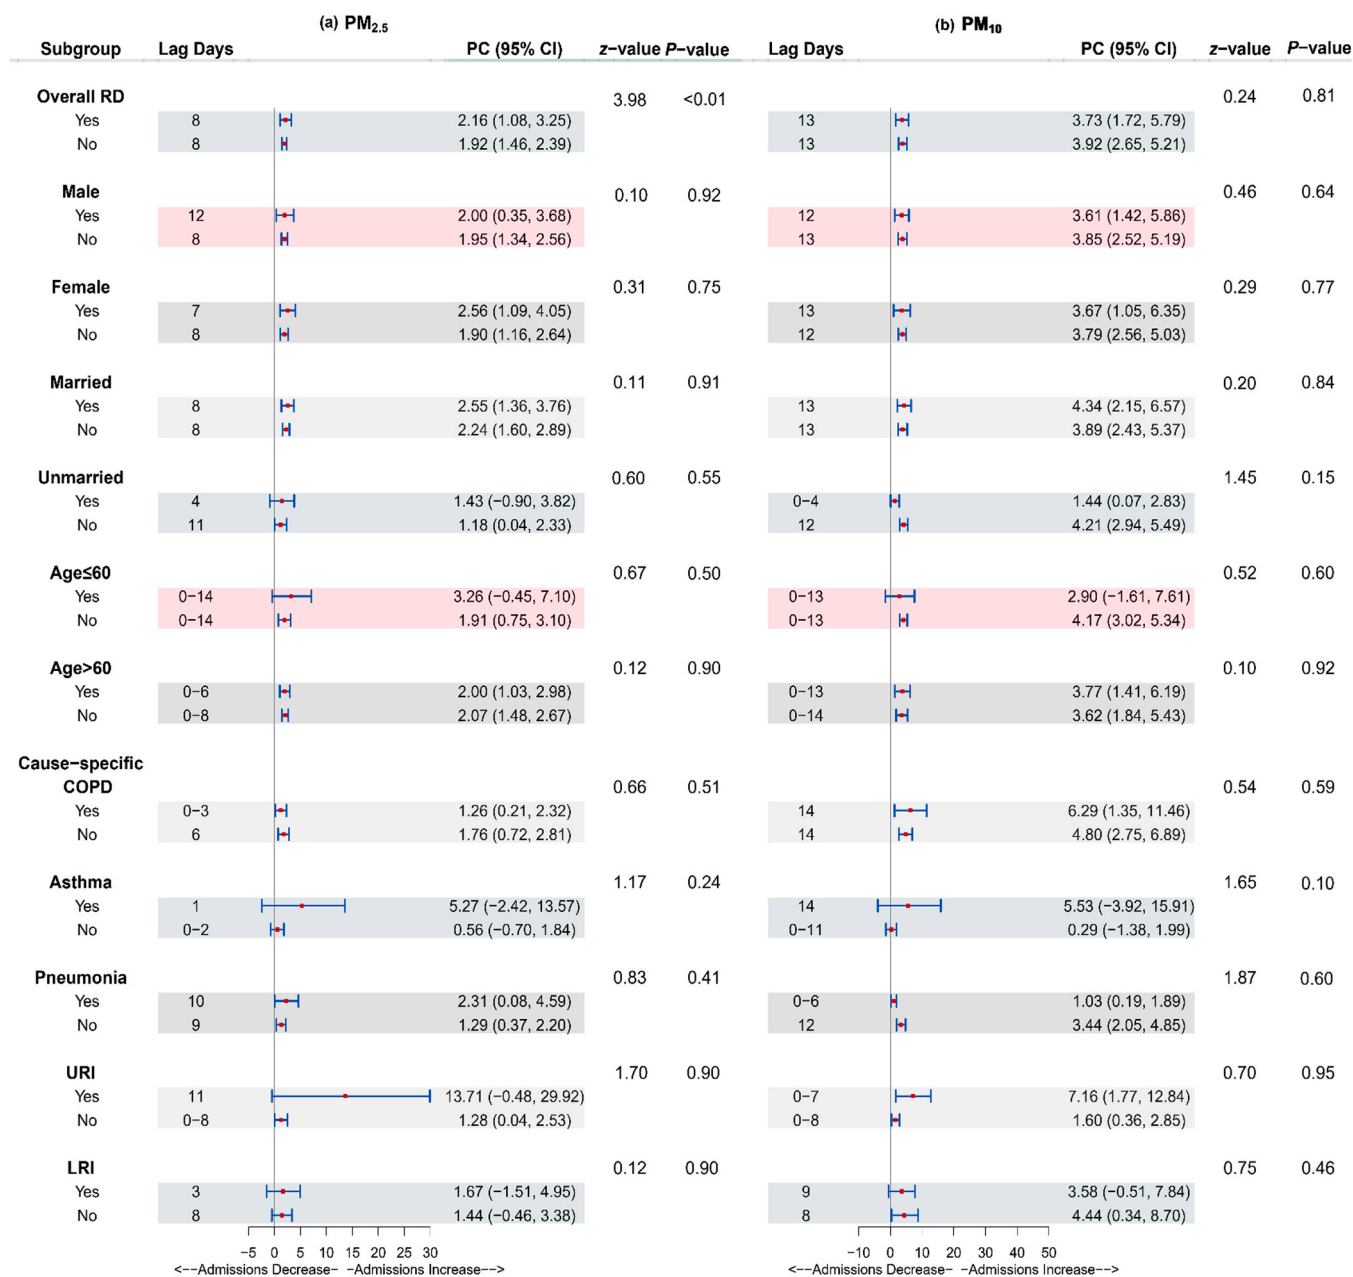 (a) PM2.5 (b) PM10
Subgroup Lag Days PC (95% CI) z−value P−value Lag Days PC (95% CI) z−value P−value
Overall RD 3.98 <0.01 0.24 0.81
Yes 8 2.16 (1.08, 3.25) 13 3.73 (1.72, 5.79)
No 8 1.92 (1.46, 2.39) 13 3.92 (2.65, 5.21)
Male 0.10 0.92 0.46 0.64
Yes 12 2.00 (0.35, 3.68) 12 3.61 (1.42, 5.86)
No 8 1.95 (1.34, 2.56) 13 3.85 (2.52, 5.19)
Female 0.31 0.75 0.29 0.77
Yes 7 2.56 (1.09, 4.05) 13 3.67 (1.05, 6.35)
No 8 1.90 (1.16, 2.64) 12 3.79 (2.56, 5.03)
Married 0.11 0.91 0.20 0.84
Yes 8 2.55 (1.36, 3.76) 13 4.34 (2.15, 6.57)
No 8 2.24 (1.60, 2.89) 13 3.89 (2.43, 5.37)
Unmarried 0.60 0.55 1.45 0.15
Yes 4 1.43 (−0.90, 3.82) 0−4 1.44 (0.07, 2.83)
No 11 1.18 (0.04, 2.33) 12 4.21 (2.94, 5.49)
Age≤60 0.67 0.50 0.52 0.60
Yes 0−14 3.26 (−0.45, 7.10) 0−13 2.90 (−1.61, 7.61)
No 0−14 1.91 (0.75, 3.10) 0−13 4.17 (3.02, 5.34)
Age>60 0.12 0.90 0.10 0.92
Yes 0−6 2.00 (1.03, 2.98) 0−13 3.77 (1.41, 6.19)
No 0−8 2.07 (1.48, 2.67) 0−14 3.62 (1.84, 5.43)
Cause−specific
COPD 0.66 0.51 0.54 0.59
Yes 0−3 1.26 (0.21, 2.32) 14 6.29 (1.35, 11.46)
No 6 1.76 (0.72, 2.81) 14 4.80 (2.75, 6.89)
Asthma 1.17 0.24 1.65 0.10
Yes 1 5.27 (−2.42, 13.57) 14 5.53 (−3.92, 15.91)
No 0−2 0.56 (−0.70, 1.84) 0−11 0.29 (−1.38, 1.99)
Pneumonia 0.83 0.41 1.87 0.60
Yes 10 2.31 (0.08, 4.59) 0−6 1.03 (0.19, 1.89)
No 9 1.29 (0.37, 2.20) 12 3.44 (2.05, 4.85)
URI 1.70 0.90 0.70 0.95
Yes 11 13.71 (−0.48, 29.92) 0−7 7.16 (1.77, 12.84)
No 0−8 1.28 (0.04, 2.53) 0−8 1.60 (0.36, 2.85)
LRI 0.12 0.90 0.75 0.46
Yes 3 1.67 (−1.51, 4.95) 9 3.58 (−0.51, 7.84)
No 8 1.44 (−0.46, 3.38) 8 4.44 (0.34, 8.70)
−5 0 5 10 15 20 25 30 −10 0 10 20 30 40 50
<−−Admissions Decrease− −Admissions Increase−−> <−−Admissions Decrease− −Admissions Increase−−>